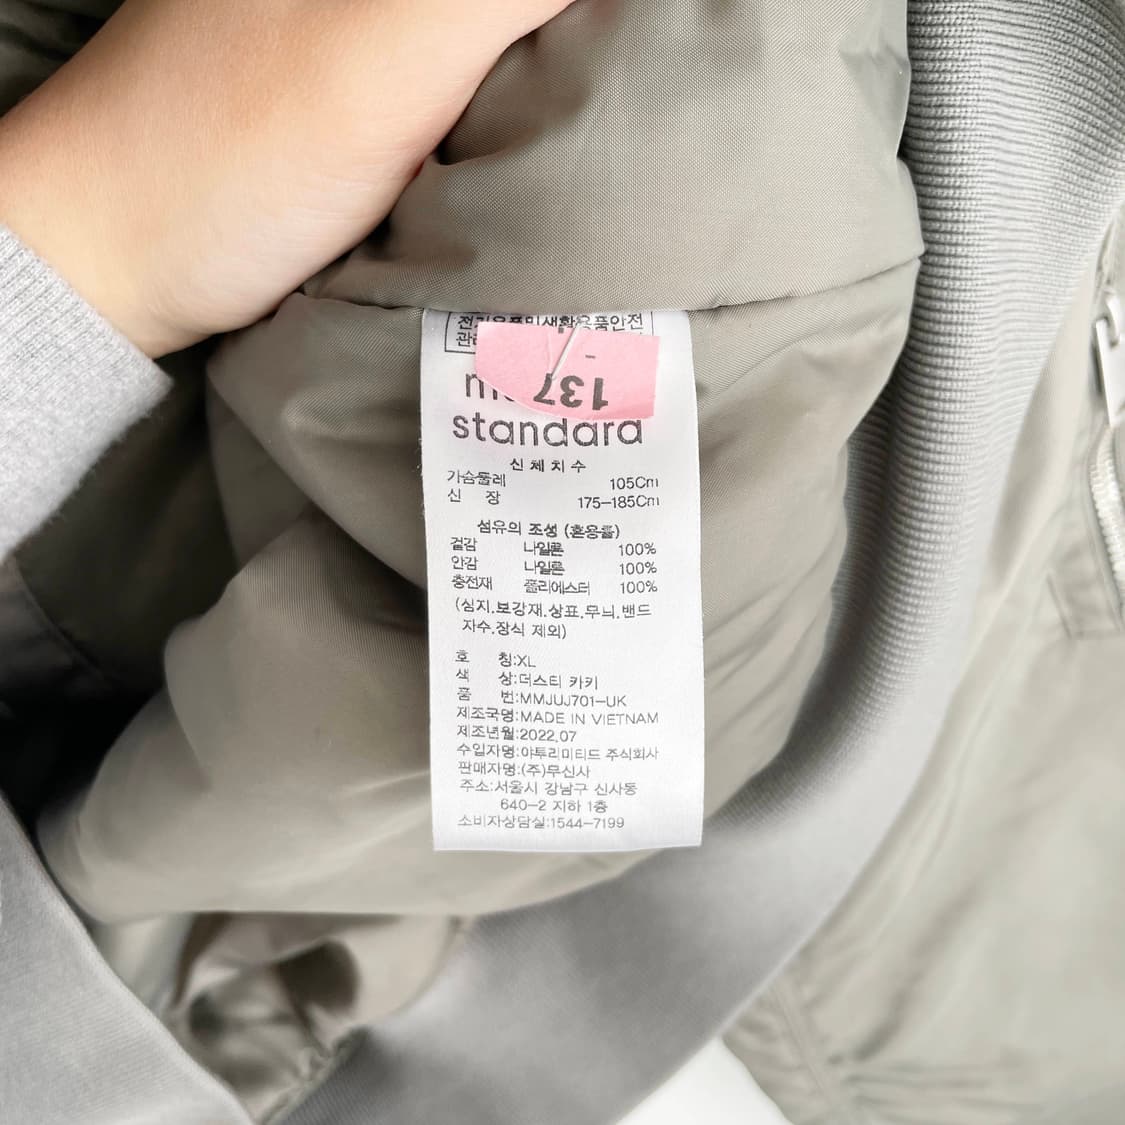 standard
137
신체치수
가슴둘레 105Cm
신 장 175-185Cm
섬유의 조성 (혼용률)
겉감 나일론 100%
안감 나일론 100%
충전재 폴리에스터 100%
(심지.보강재.상표.무늬.밴드
자수.장식 제외)
호 칭:XL
색 상:더스티 카키
품 번:MMJUJ701-UK
제조국명:MADE IN VIETNAM
제조년월:2022.07
수입자명:야투리미티드 주식회사
판매자명:(주)무신사
주소:서울시 강남구 신사동
640-2 지하 1층
소비자상담실:1544-7199